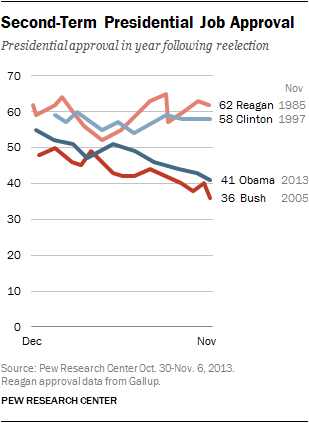 Second-Term Presidential Job Approval
Presidential approval in year following reelection
70
60
50
40
30
20
10
0
Nov
62 Reagan 1985
58 Clinton 1997
41 Obama 2013
36 Bush 2005
Dec
Nov
Source: Pew Research Center Oct. 30-Nov. 6, 2013.
Reagan approval data from Gallup.
PEW RESEARCH CENTER